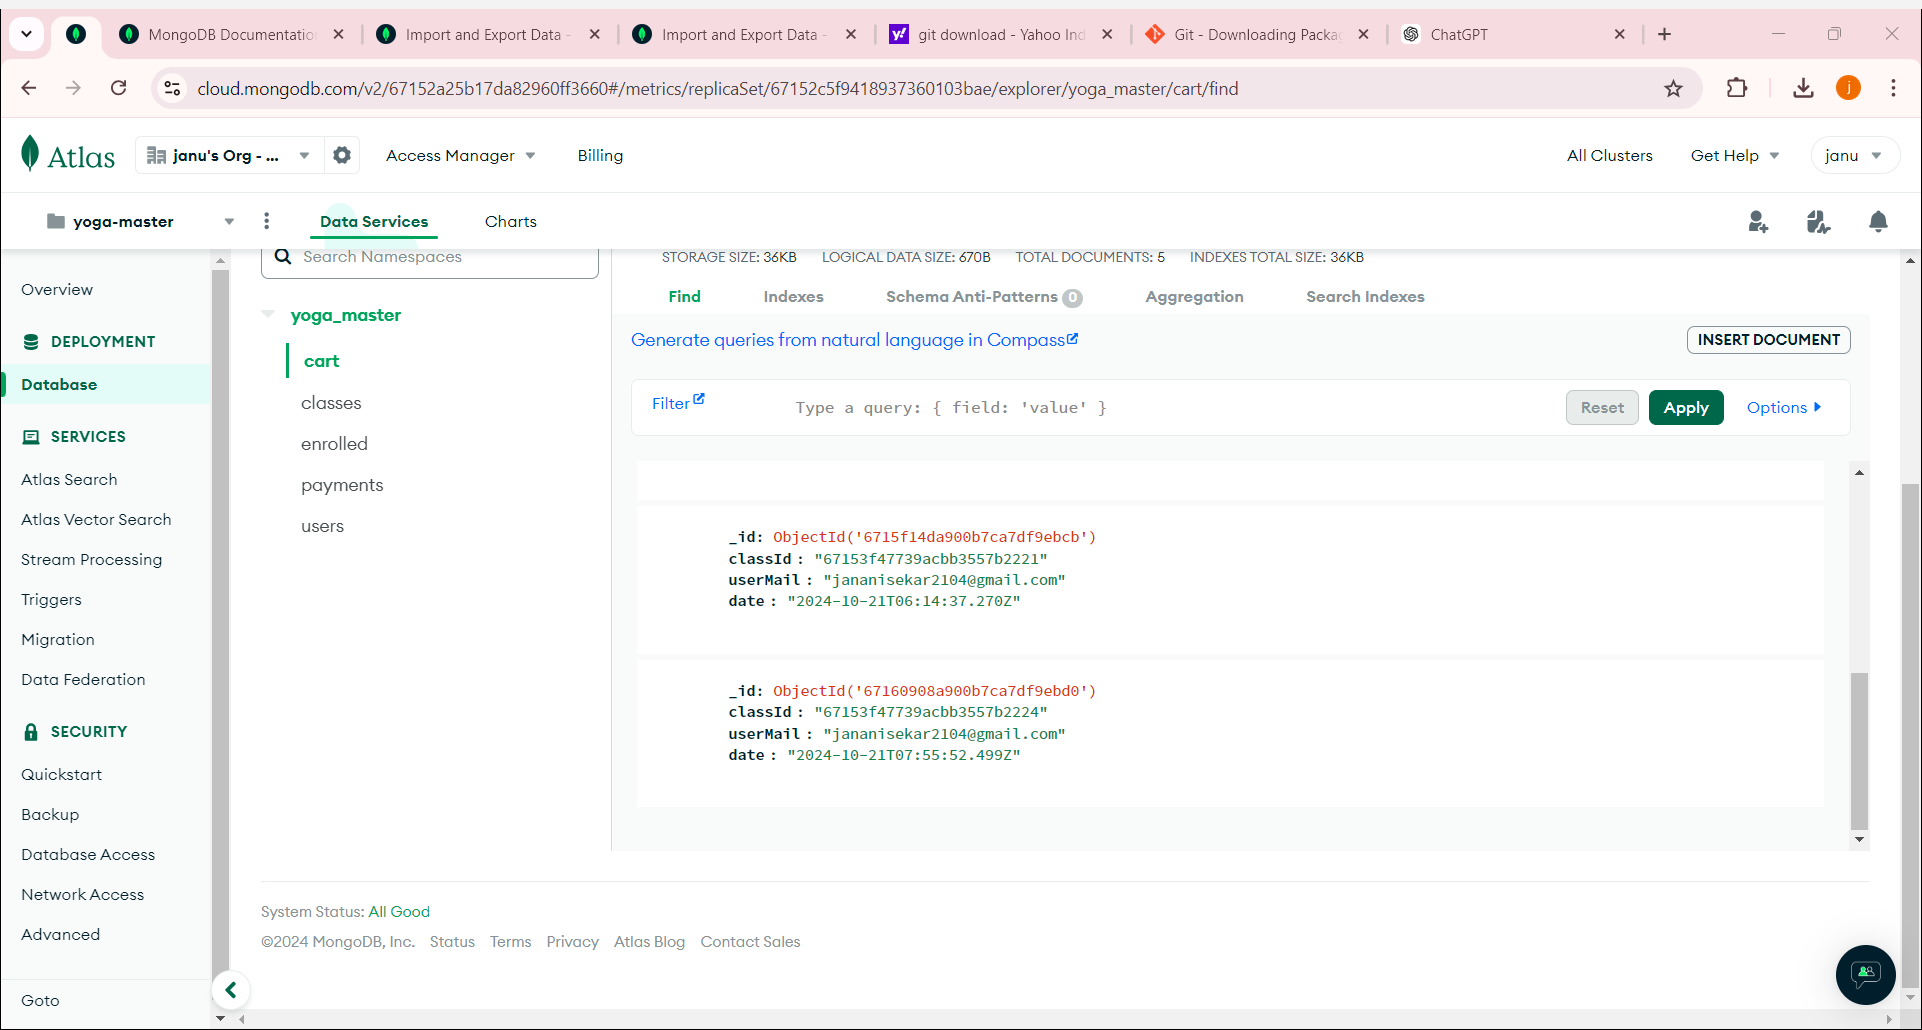 MongoDB Documentatio
Import and Export Data -
Import and Export Data -
git download - Yahoo Ind
Git - Downloading Packa
ChatGPT
cloud.mongodb.com/v2/67152a25b17da82960ff3660#/metrics/replicaSet/67152c5f9418937360103bae/explorer/yoga_master/cart/find
j
Atlas
janu's Org - ...
Access Manager
Billing
All Clusters
Get Help
janu
yoga-master
Data Services
Charts
Overview
DEPLOYMENT
Database
SERVICES
Atlas Search
Atlas Vector Search
Stream Processing
Triggers
Migration
Data Federation
SECURITY
Quickstart
Backup
Database Access
Network Access
Advanced
Goto
Search Namespaces
yoga_master
cart
classes
enrolled
payments
users
STORAGE SIZE: 36KB LOGICAL DATA SIZE: 670B TOTAL DOCUMENTS: 5 INDEXES TOTAL SIZE: 36KB
Find Indexes Schema Anti-Patterns 0 Aggregation Search Indexes
Generate queries from natural language in Compass
INSERT DOCUMENT
Filter
Type a query: { field: 'value' }
Reset
Apply
Options
_id: ObjectId('6715f14da900b7ca7df9ebcb')
classId : "67153f47739acbb3557b2221"
userMail : "jananisekar2104@gmail.com"
date : "2024-10-21T06:14:37.270Z"
_id: ObjectId('67160908a900b7ca7df9ebd0')
classId : "67153f47739acbb3557b2224"
userMail : "jananisekar2104@gmail.com"
date : "2024-10-21T07:55:52.499Z"
System Status: All Good
©2024 MongoDB, Inc. Status Terms Privacy Atlas Blog Contact Sales